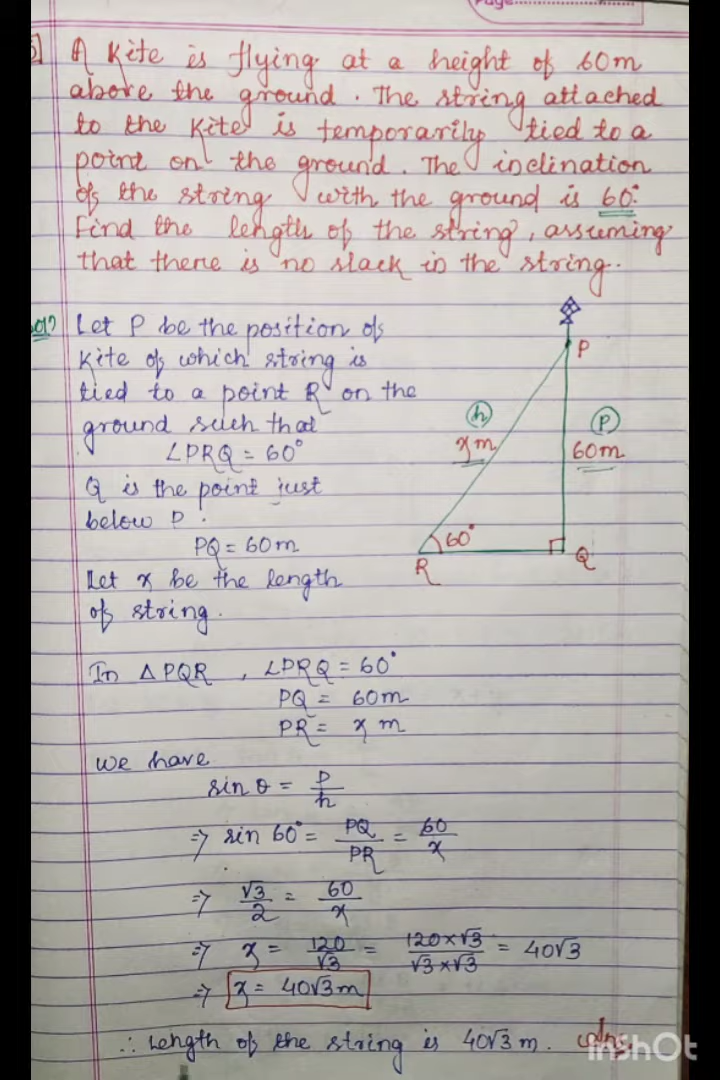 Page
5] A kite is flying at a height of 60m
above the ground. The string attached
to the kite is temporarily tied to a
point on the ground. The inclination
of the string with the ground is 60°.
Find the length of the string, assuming
that there is no slack in the string.
Solⁿ Let P be the position of
kite of which string is
tied to a point R on the
ground such that
∠PRQ = 60°
Q is the point just
below P.
PQ = 60m
Let x be the length
of string.
P
h
x m
P
60m
60°
R
Q
In △PQR, ∠PRQ = 60°
PQ = 60m
PR = x m
we have
sin θ = P/h
⇒ sin 60° = PQ/PR = 60/x
⇒ √3/2 = 60/x
⇒ x = 120/√3 = 120×√3/√3×√3 = 40√3
⇒ x = 40√3 m
∴ Length of the string is 40√3 m. Ans
InShOt